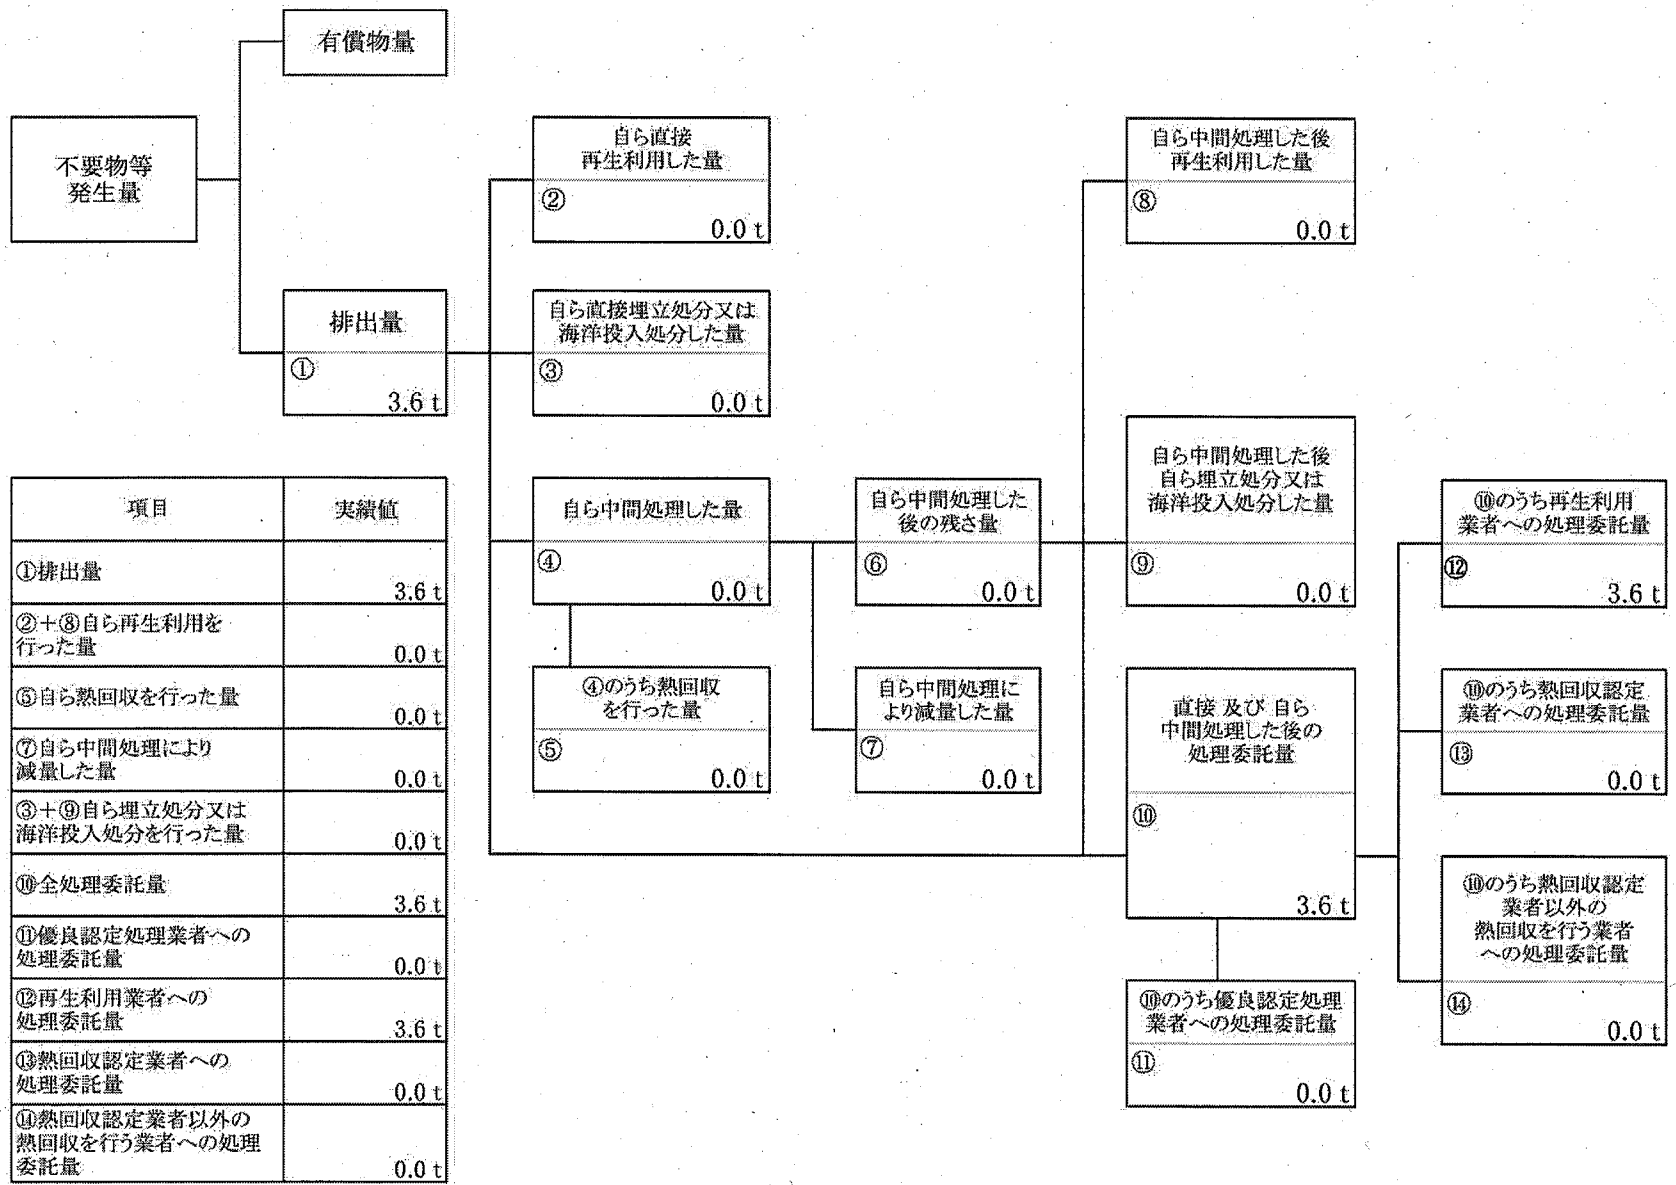 有償物量
不要物等
発生量
自ら直接
再生利用した量
②
0.0 t
自ら中間処理した後
再生利用した量
⑧
0.0 t
排出量
①
3.6 t
自ら直接埋立処分又は
海洋投入処分した量
③
0.0 t
自ら中間処理した量
④
0.0 t
自ら中間処理した
後の残さ量
⑥
0.0 t
自ら中間処理した後
自ら埋立処分又は
海洋投入処分した量
⑨
0.0 t
⑩のうち再生利用
業者への処理委託量
⑫
3.6 t
④のうち熱回収
を行った量
⑤
0.0 t
自ら中間処理に
より減量した量
⑦
0.0 t
直接 及び 自ら
中間処理した後の
処理委託量
⑩
3.6 t
⑩のうち熱回収認定
業者への処理委託量
⑬
0.0 t
⑩のうち熱回収認定
業者以外の
熱回収を行う業者
への処理委託量
⑭
0.0 t
⑩のうち優良認定処理
業者への処理委託量
⑪
0.0 t
項目 実績値
①排出量
3.6 t
②＋⑧自ら再生利用を
行った量
0.0 t
⑤自ら熱回収を行った量
0.0 t
⑦自ら中間処理により
減量した量
0.0 t
③＋⑨自ら埋立処分又は
海洋投入処分を行った量
0.0 t
⑩全処理委託量
3.6 t
⑪優良認定処理業者への
処理委託量
0.0 t
⑫再生利用業者への
処理委託量
3.6 t
⑬熱回収認定業者への
処理委託量
0.0 t
⑭熱回収認定業者以外の
熱回収を行う業者への処理
委託量
0.0 t